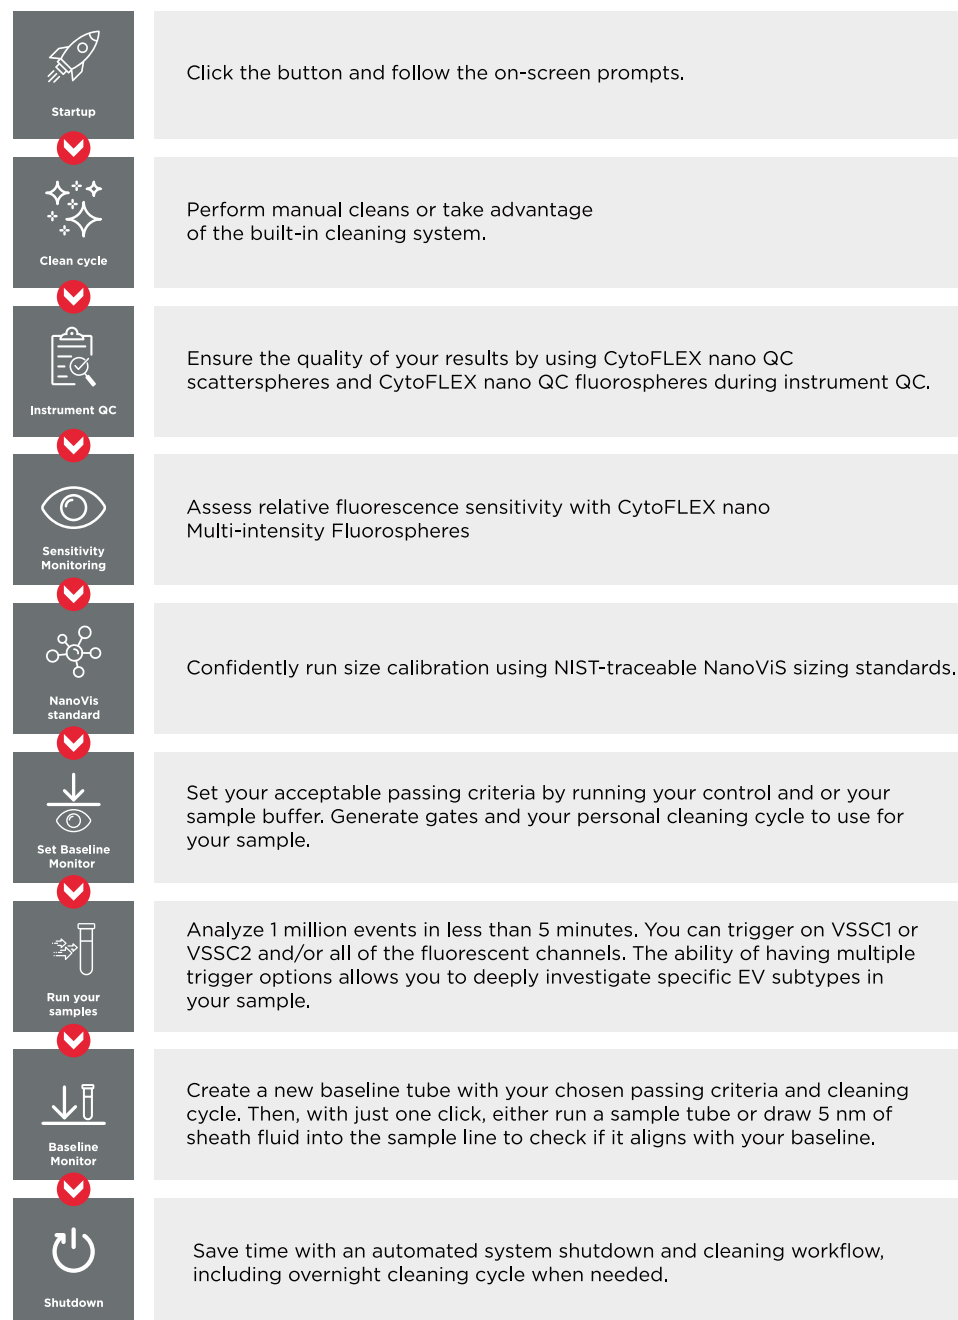 Startup
Click the button and follow the on-screen prompts.
Clean cycle
Perform manual cleans or take advantage
of the built-in cleaning system.
Instrument QC
Ensure the quality of your results by using CytoFLEX nano QC
scatterspheres and CytoFLEX nano QC fluorospheres during instrument QC.
Sensitivity
Monitoring
Assess relative fluorescence sensitivity with CytoFLEX nano
Multi-intensity Fluorospheres
NanoVis
standard
Confidently run size calibration using NIST-traceable NanoViS sizing standards.
Set Baseline
Monitor
Set your acceptable passing criteria by running your control and or your
sample buffer. Generate gates and your personal cleaning cycle to use for
your sample.
Run your
samples
Analyze 1 million events in less than 5 minutes. You can trigger on VSSC1 or
VSSC2 and/or all of the fluorescent channels. The ability of having multiple
trigger options allows you to deeply investigate specific EV subtypes in
your sample.
Baseline
Monitor
Create a new baseline tube with your chosen passing criteria and cleaning
cycle. Then, with just one click, either run a sample tube or draw 5 nm of
sheath fluid into the sample line to check if it aligns with your baseline.
Shutdown
Save time with an automated system shutdown and cleaning workflow,
including overnight cleaning cycle when needed.